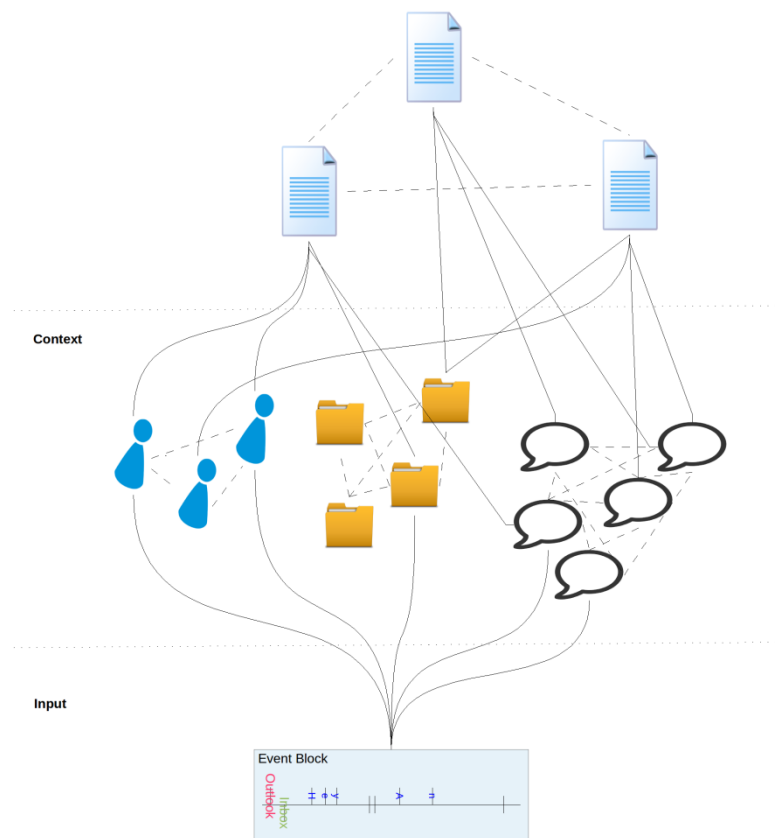 Context
Input
Event Block
Outlook
Inbox
H e y A n